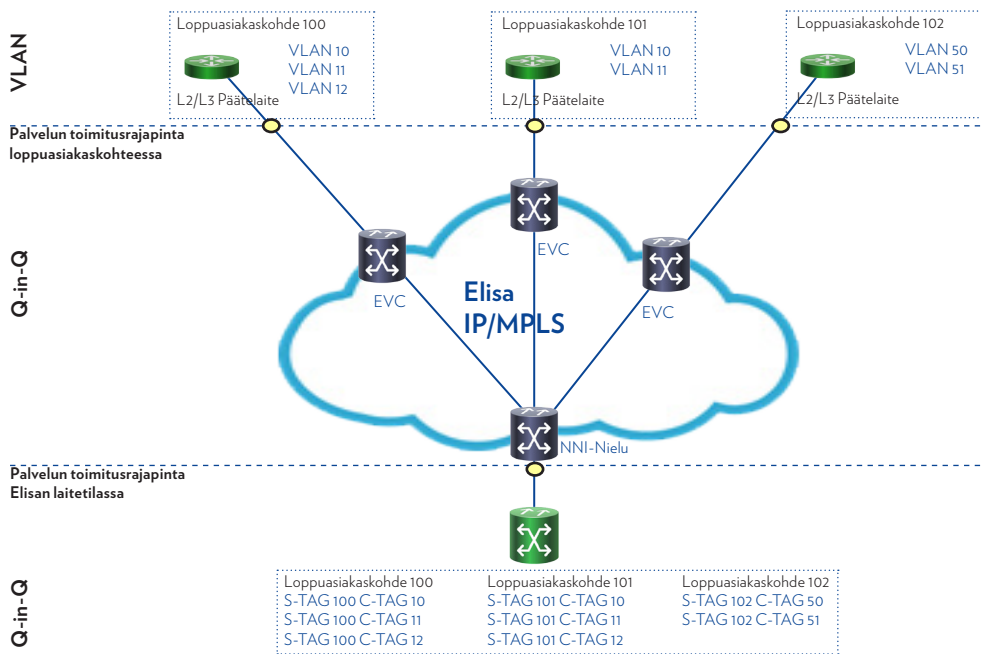 VLAN
Loppuasiakaskohde 100
VLAN 10
VLAN 11
VLAN 12
L2/L3 Päätelaite
Loppuasiakaskohde 101
VLAN 10
VLAN 11
L2/L3 Päätelaite
Loppuasiakaskohde 102
VLAN 50
VLAN 51
L2/L3 Päätelaite
Palvelun toimitusrajapinta
loppuasiakaskohteessa
Q-in-Q
EVC
EVC
EVC
Elisa
IP/MPLS
NNI-Nielu
Palvelun toimitusrajapinta
Elisan laitetilassa
Q-in-Q
Loppuasiakaskohde 100
S-TAG 100 C-TAG 10
S-TAG 100 C-TAG 11
S-TAG 100 C-TAG 12
Loppuasiakaskohde 101
S-TAG 101 C-TAG 10
S-TAG 101 C-TAG 11
S-TAG 101 C-TAG 12
Loppuasiakaskohde 102
S-TAG 102 C-TAG 50
S-TAG 102 C-TAG 51